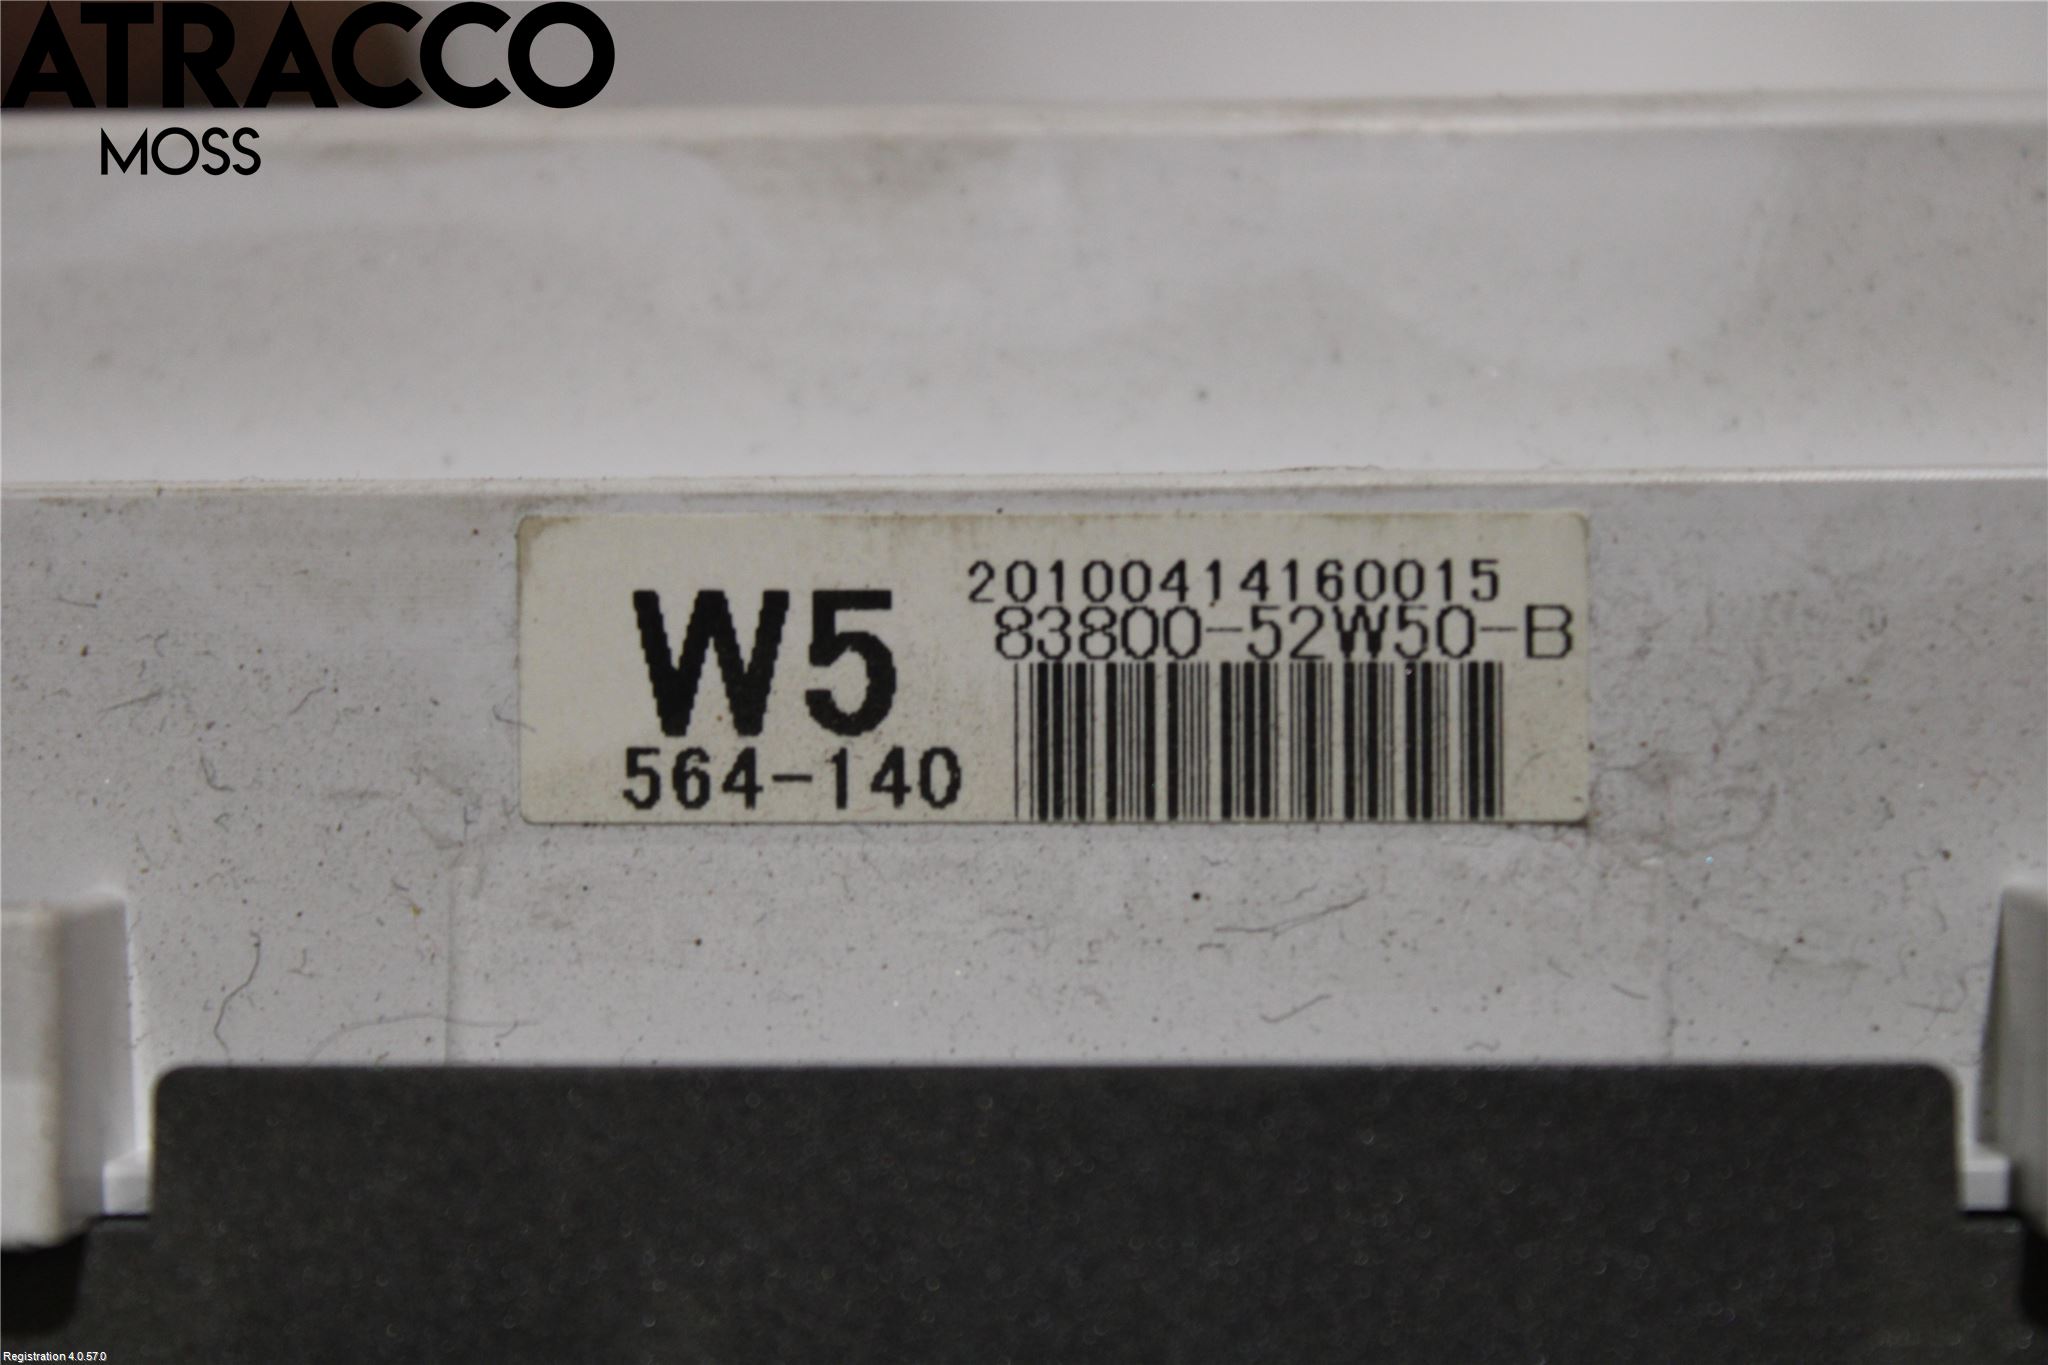 ATRACCO
MOSS
W5
20100414160015
83800-52W50-B
564-140
Registration 4.0.57.0